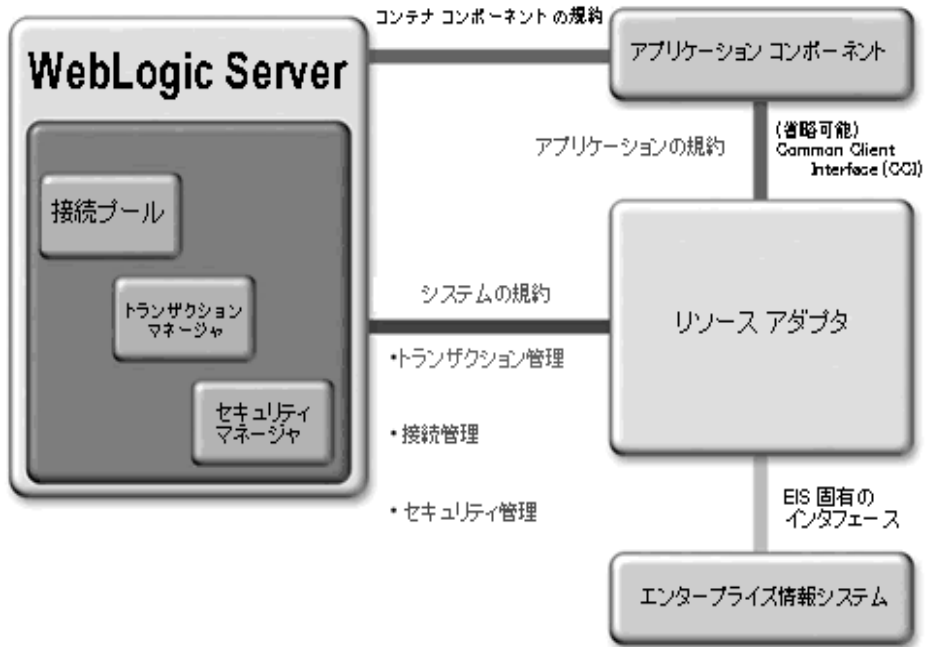 コンテナ コンポーネント の規約
WebLogic Server
アプリケーション コンポーネント
アプリケーションの規約
(省略可能)
Common Client
Interface (CCI)
接続プール
トランザクション
マネージャ
セキュリティ
マネージャ
システムの規約
・トランザクション管理
・接続管理
・セキュリティ管理
リソース アダプタ
EIS 固有の
インタフェース
エンタープライズ情報システム